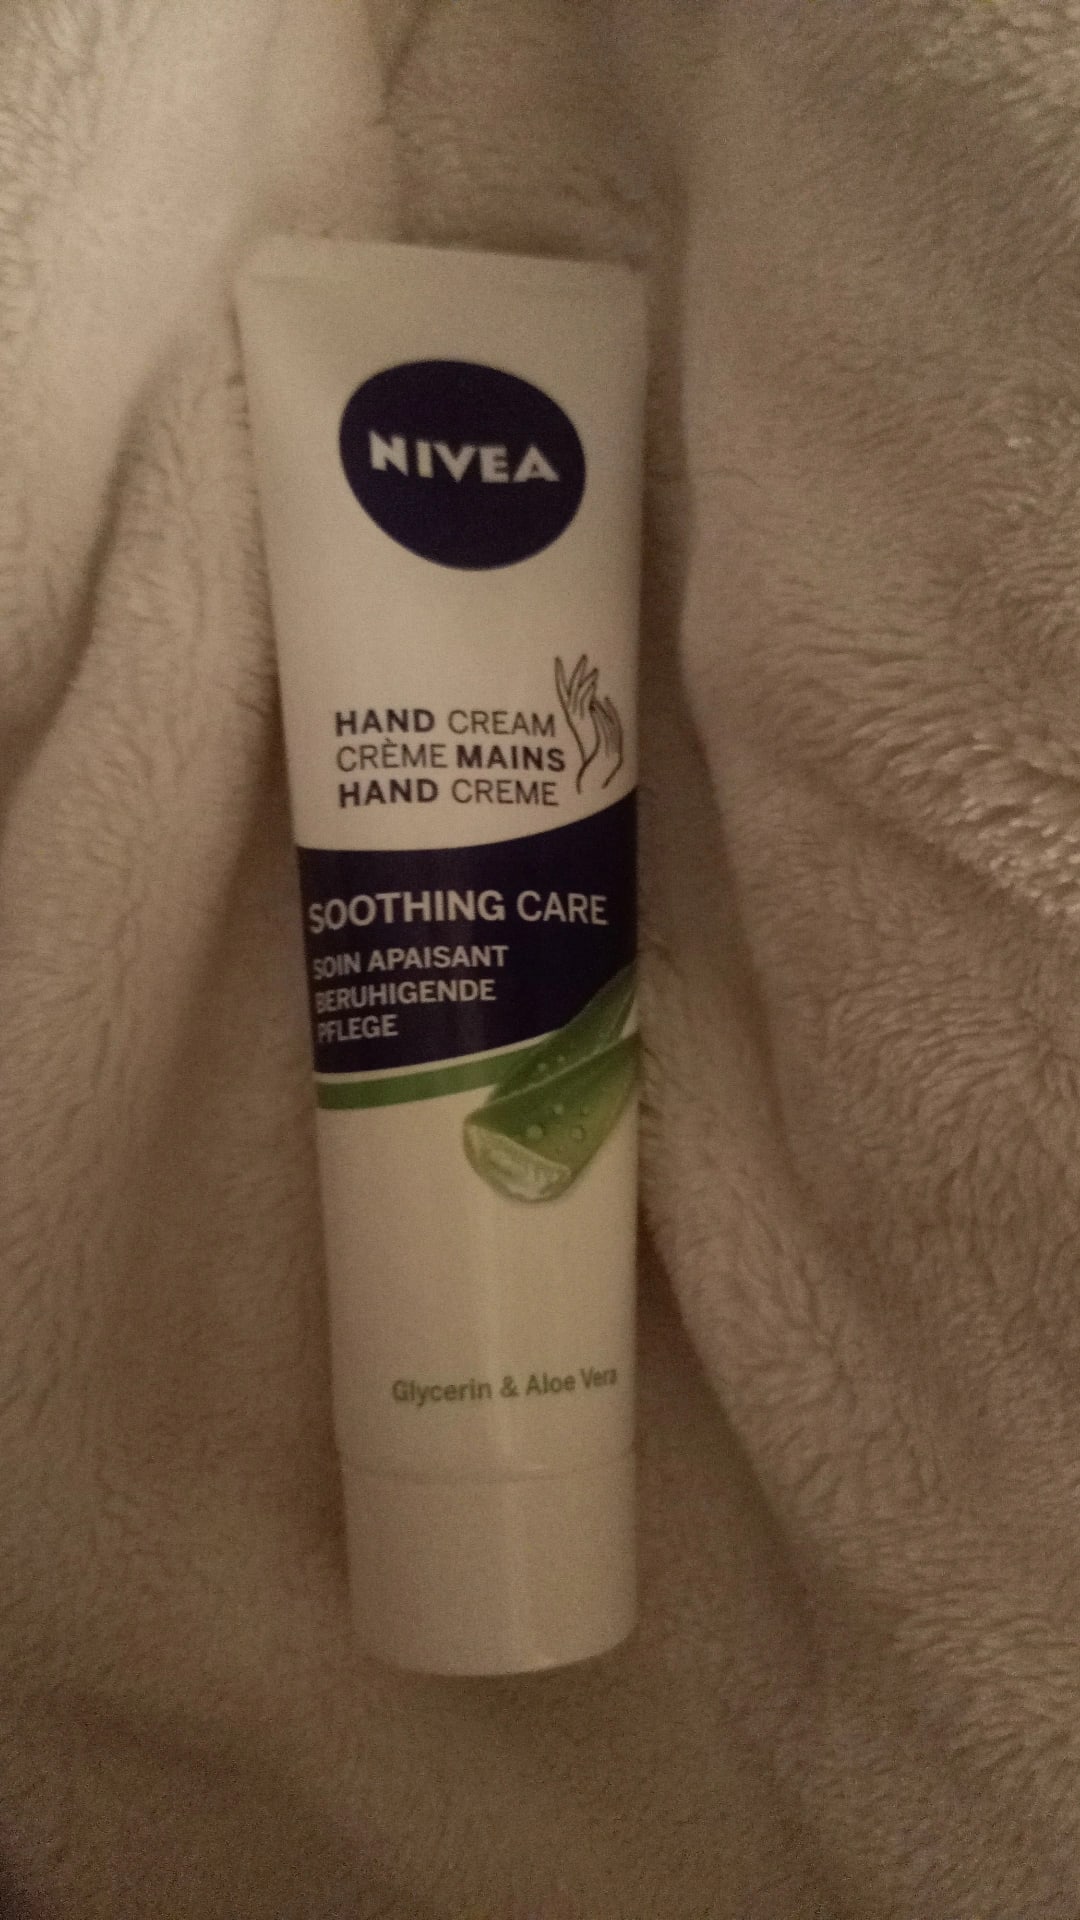 NIVEA
HAND CREAM
CRÈME MAINS
HAND CREME
SOOTHING CARE
SOIN APAISANT
BERUHIGENDE
PFLEGE
Glycerin & Aloe Vera